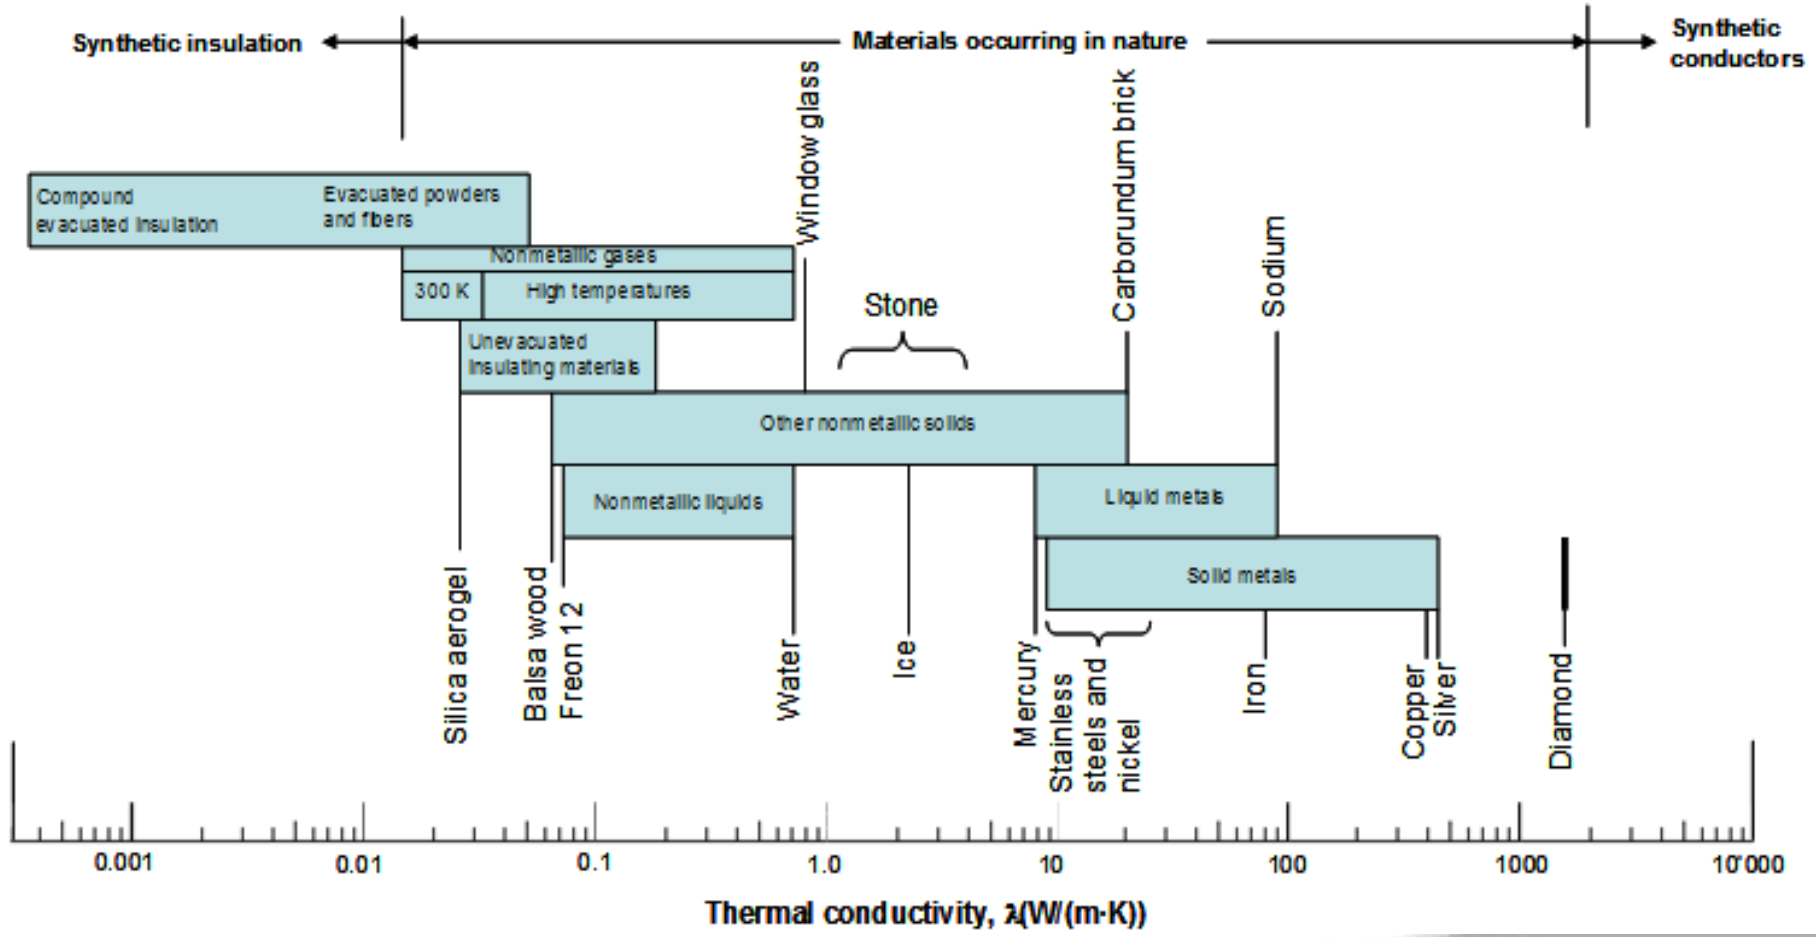 Synthetic insulation
Materials occurring in nature
Synthetic
conductors
Window glass
Carborundum brick
Sodium
Compound
evacuated insulation
Evacuated powders
and fibers
Nonmetallic gases
300 K
High temperatures
Stone
Unevacuated
insulating materials
Other nonmetallic solids
Nonmetallic liquids
Liquid metals
Solid metals
Silica aerogel
Balsa wood
Freon 12
Water
Ice
Mercury
Stainless
steels and
nickel
Iron
Copper
Silver
Diamond
0.001
0.01
0.1
1.0
10
100
1000
10'000
Thermal conductivity, λ(W/(m·K))